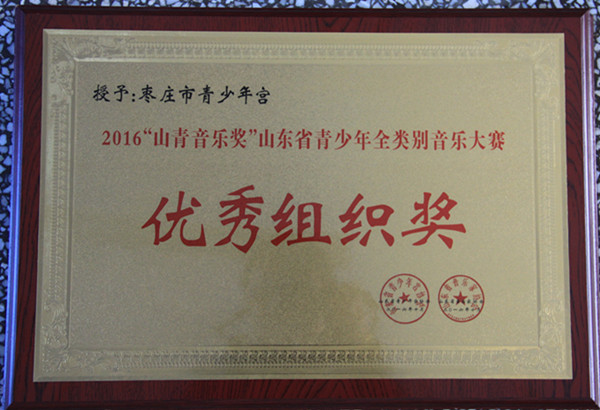 授予:枣庄市青少年宫
2016“山青音乐奖”山东省青少年全类别音乐大赛
优秀组织奖